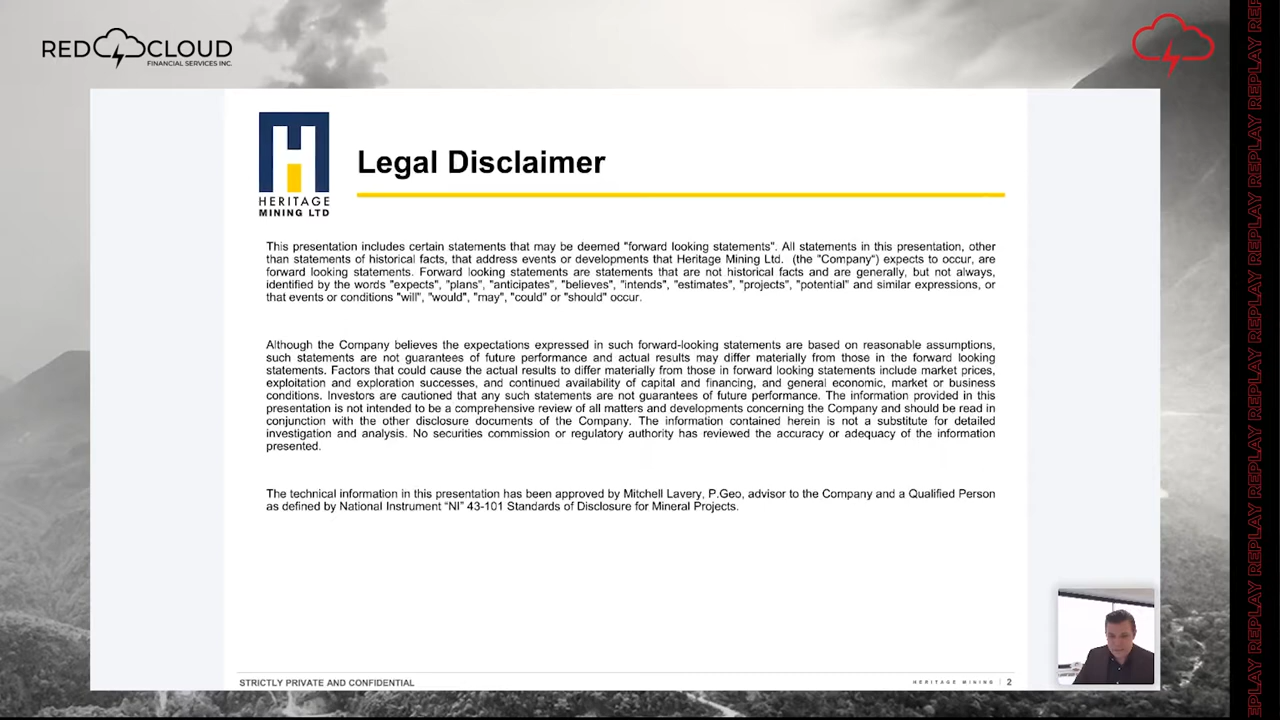 RED CLOUD
FINANCIAL SERVICES INC.
HERITAGE
MINING LTD
Legal Disclaimer
This presentation includes certain statements that may be deemed "forward looking statements". All statements in this presentation, other
than statements of historical facts, that address events or developments that Heritage Mining Ltd. (the "Company") expects to occur, are
forward looking statements. Forward looking statements are statements that are not historical facts and are generally, but not always,
identified by the words "expects", "plans", "anticipates", "believes", "intends", "estimates", "projects", "potential" and similar expressions, or
that events or conditions "will", "would", "may", "could" or "should" occur.
Although the Company believes the expectations expressed in such forward-looking statements are based on reasonable assumptions,
such statements are not guarantees of future performance and actual results may differ materially from those in the forward looking
statements. Factors that could cause the actual results to differ materially from those in forward looking statements include market prices,
exploitation and exploration successes, and continued availability of capital and financing, and general economic, market or business
conditions. Investors are cautioned that any such statements are not guarantees of future performance. The information provided in this
presentation is not intended to be a comprehensive review of all matters and developments concerning the Company and should be read in
conjunction with the other disclosure documents of the Company. The information contained herein is not a substitute for detailed
investigation and analysis. No securities commission or regulatory authority has reviewed the accuracy or adequacy of the information
presented.
The technical information in this presentation has been approved by Mitchell Lavery, P.Geo, advisor to the Company and a Qualified Person
as defined by National Instrument “NI” 43-101 Standards of Disclosure for Mineral Projects.
STRICTLY PRIVATE AND CONFIDENTIAL
HERITAGE MINING | 2
EPLAY REPLAY REPLAY REPLAY REPLAY REPLAY REPLAY REPLAY REPLAY REPLAY